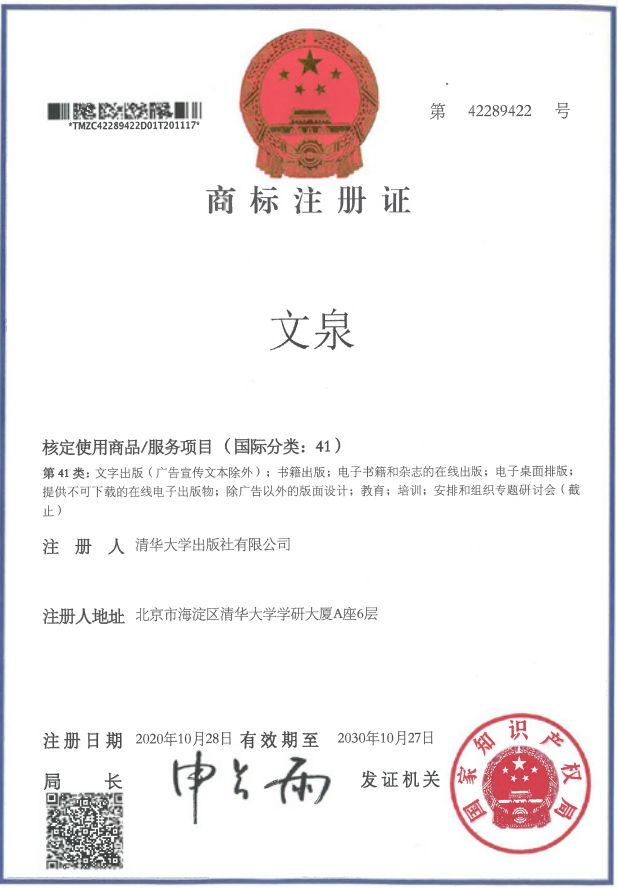 *TMZC42289422D01T201117*
第 42289422 号
商标注册证
文泉
核定使用商品/服务项目（国际分类：41）
第 41 类：文字出版（广告宣传文本除外）；书籍出版；电子书籍和杂志的在线出版；电子桌面排版；
提供不可下载的在线电子出版物；除广告以外的版面设计；教育；培训；安排和组织专题研讨会（截
止）
注册人 清华大学出版社有限公司
注册人地址 北京市海淀区清华大学学研大厦A座6层
注册日期 2020年10月28日 有效期至 2030年10月27日
局长 申长雨 发证机关
国家知识产权局